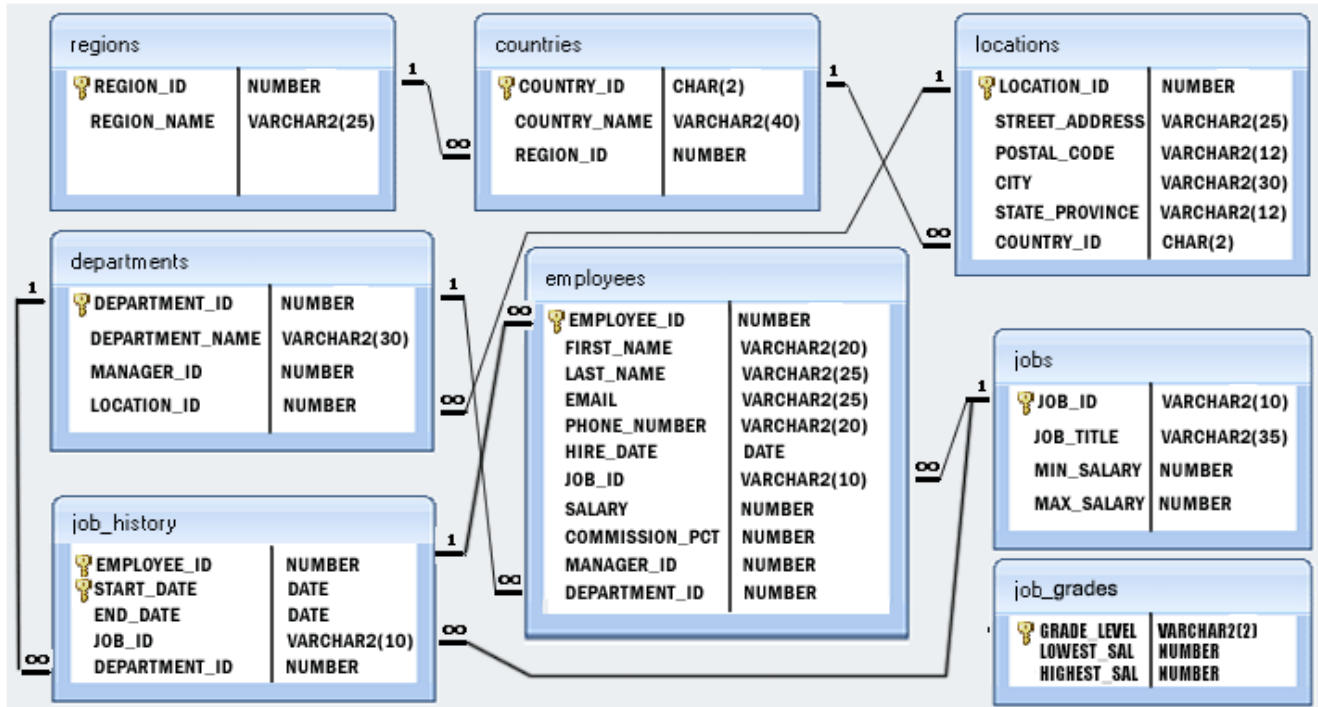 regions
REGION_ID NUMBER
REGION_NAME VARCHAR2(25)
1
∞
countries
COUNTRY_ID CHAR(2)
COUNTRY_NAME VARCHAR2(40)
REGION_ID NUMBER
1
∞
locations
LOCATION_ID NUMBER
STREET_ADDRESS VARCHAR2(25)
POSTAL_CODE VARCHAR2(12)
CITY VARCHAR2(30)
STATE_PROVINCE VARCHAR2(12)
COUNTRY_ID CHAR(2)
1
departments
DEPARTMENT_ID NUMBER
DEPARTMENT_NAME VARCHAR2(30)
MANAGER_ID NUMBER
LOCATION_ID NUMBER
1
1
∞
employees
EMPLOYEE_ID NUMBER
FIRST_NAME VARCHAR2(20)
LAST_NAME VARCHAR2(25)
EMAIL VARCHAR2(25)
PHONE_NUMBER VARCHAR2(20)
HIRE_DATE DATE
JOB_ID VARCHAR2(10)
SALARY NUMBER
COMMISSION_PCT NUMBER
MANAGER_ID NUMBER
DEPARTMENT_ID NUMBER
∞
∞
∞
jobs
JOB_ID VARCHAR2(10)
JOB_TITLE VARCHAR2(35)
MIN_SALARY NUMBER
MAX_SALARY NUMBER
1
job_history
EMPLOYEE_ID NUMBER
START_DATE DATE
END_DATE DATE
JOB_ID VARCHAR2(10)
DEPARTMENT_ID NUMBER
1
∞
∞
job_grades
GRADE_LEVEL VARCHAR2(2)
LOWEST_SAL NUMBER
HIGHEST_SAL NUMBER